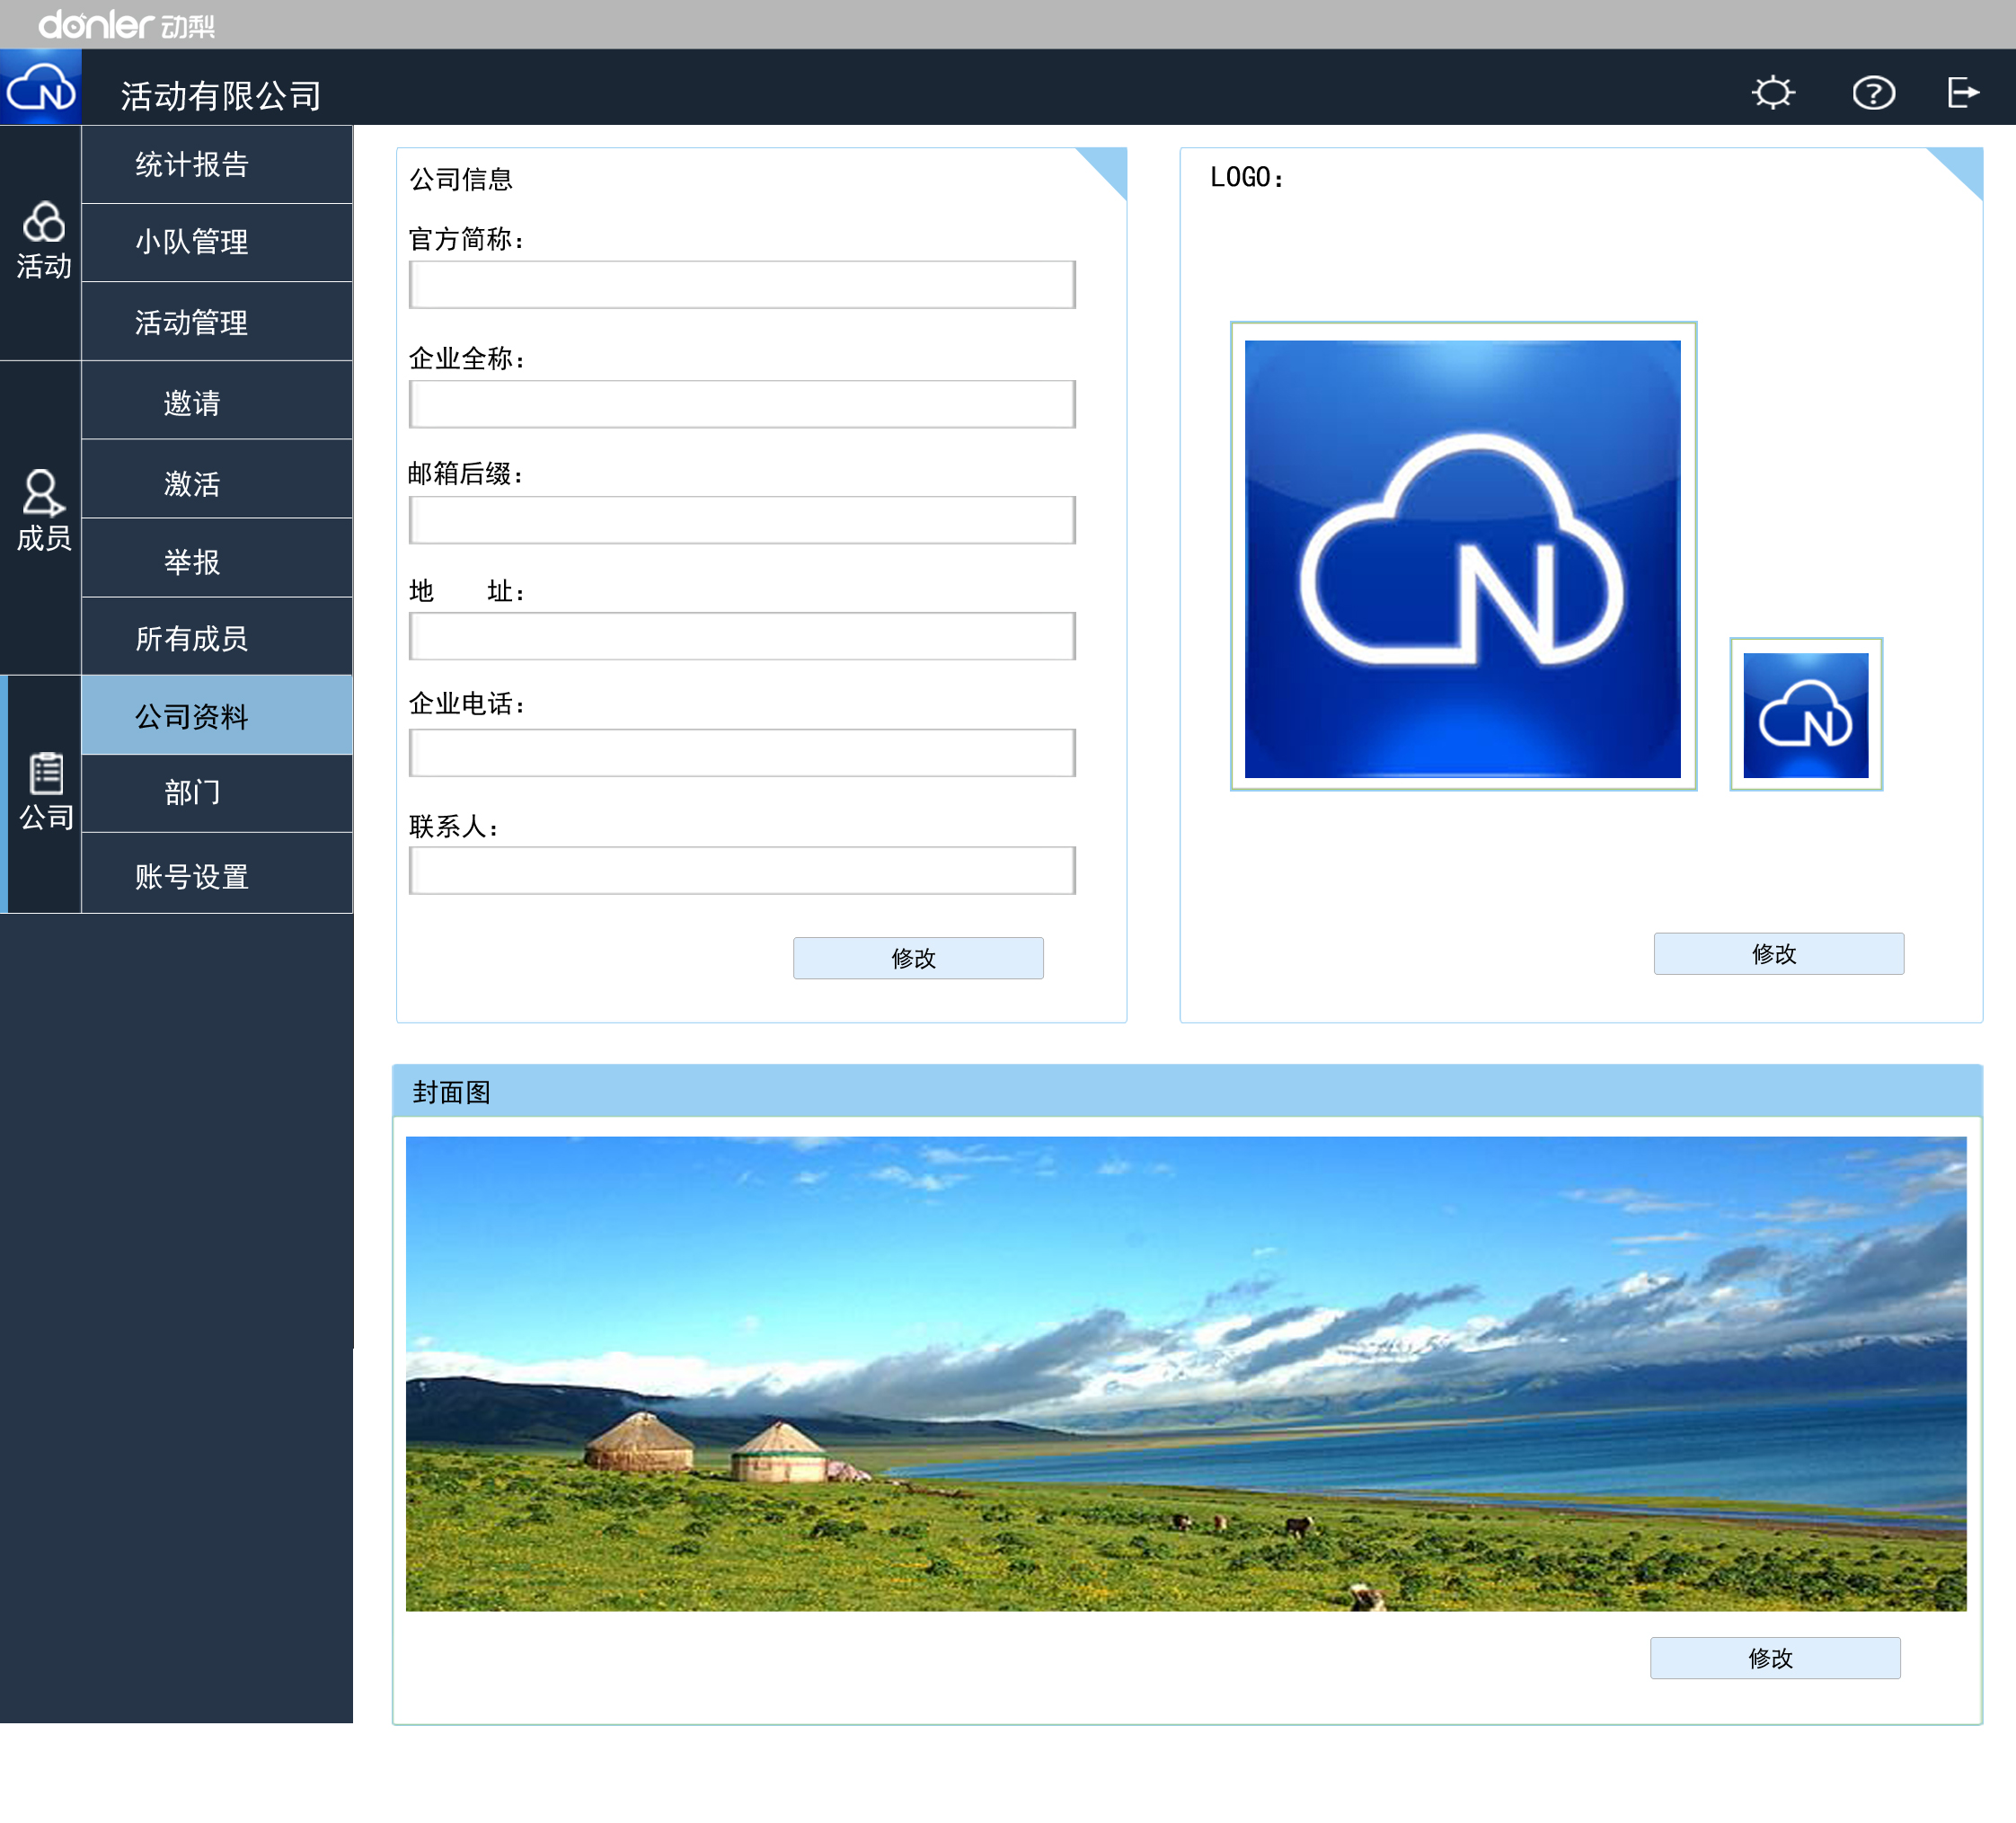 donler 动梨
活动有限公司
活动
统计报告
小队管理
活动管理
成员
邀请
激活
举报
所有成员
公司
公司资料
部门
账号设置
公司信息
官方简称：
企业全称：
邮箱后缀：
地　　址：
企业电话：
联系人：
修改
LOGO：
N
N
修改
封面图
修改